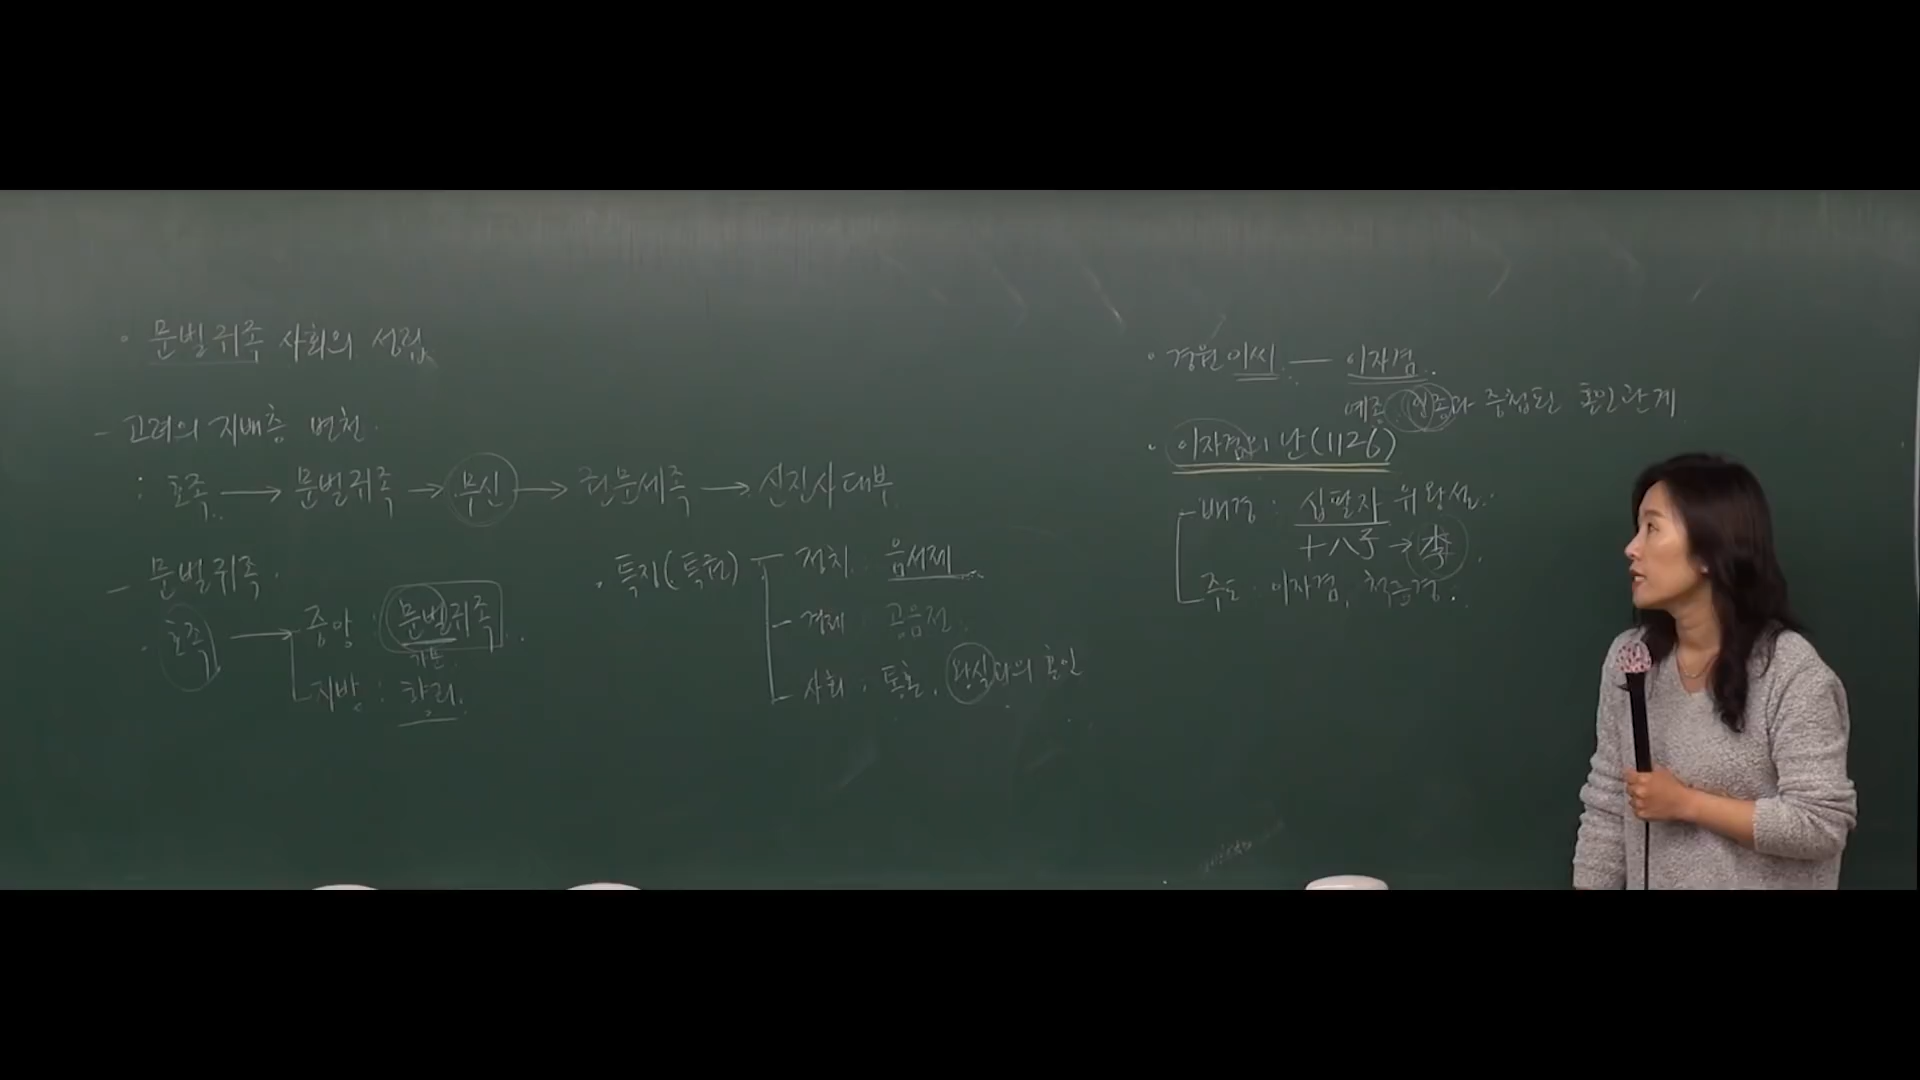 · 문벌귀족 사회의 성립
- 고려의 지배층 변천.
: 호족 → 문벌귀족 → 무신 → 권문세족 → 신진사대부
- 문벌귀족.
· 호족 → 중앙 : 문벌귀족.
가문.
지방 : 향리.
· 특징(특권) - 정치 : 음서제
- 경제 : 공음전.
- 사회 : 통혼, 왕실과의 혼인
· 경원이씨 — 이자겸.
예종, 인종과 중첩된 혼인관계
· 이자겸의 난(1126)
- 배경 : 십팔자 위왕설.
十八子 → 李.
- 주도 : 이자겸, 척준경.